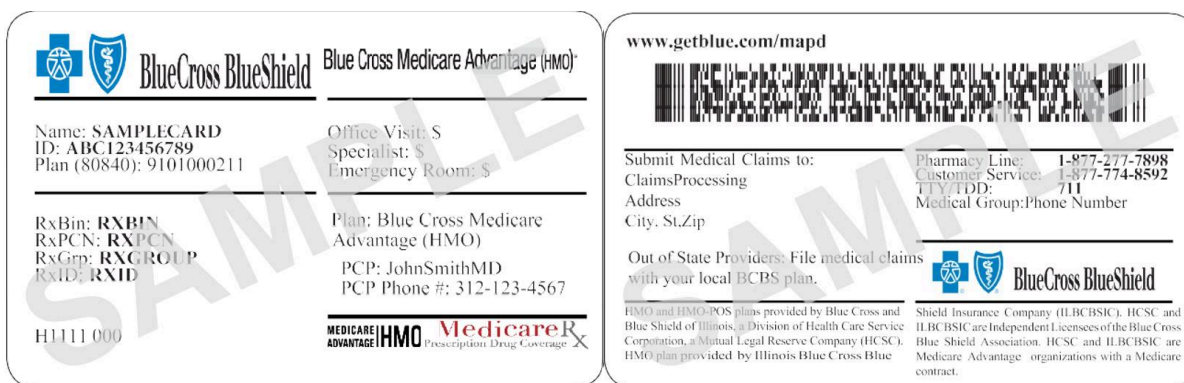 BlueCross BlueShield
Blue Cross Medicare Advantage (HMO)
Name: SAMPLECARD
ID: ABC123456789
Plan (80840): 9101000211
Office Visit: $
Specialist: $
Emergency Room: $
RxBin: RXBIN
RxPCN: RXPCN
RxGrp: RXGROUP
RxID: RXID
Plan: Blue Cross Medicare
Advantage (HMO)
PCP: JohnSmithMD
PCP Phone #: 312-123-4567
H1111 000
MEDICARE
ADVANTAGE HMO
MedicareRx
Prescription Drug Coverage
SAMPLE
www.getblue.com/mapd
Submit Medical Claims to:
ClaimsProcessing
Address
City. St.Zip
Pharmacy Line: 1-877-277-7898
Customer Service: 1-877-774-8592
TTY/TDD: 711
Medical Group:Phone Number
Out of State Providers: File medical claims
with your local BCBS plan.
BlueCross BlueShield
HMO and HMO-POS plans provided by Blue Cross and
Blue Shield of Illinois, a Division of Health Care Service
Corporation, a Mutual Legal Reserve Company (HCSC).
HMO plan provided by Illinois Blue Cross Blue
Shield Insurance Company (ILBCBSIC). HCSC and
ILBCBSIC are Independent Licensees of the Blue Cross
Blue Shield Association. HCSC and ILBCBSIC are
Medicare Advantage organizations with a Medicare
contract.
SAMPLE